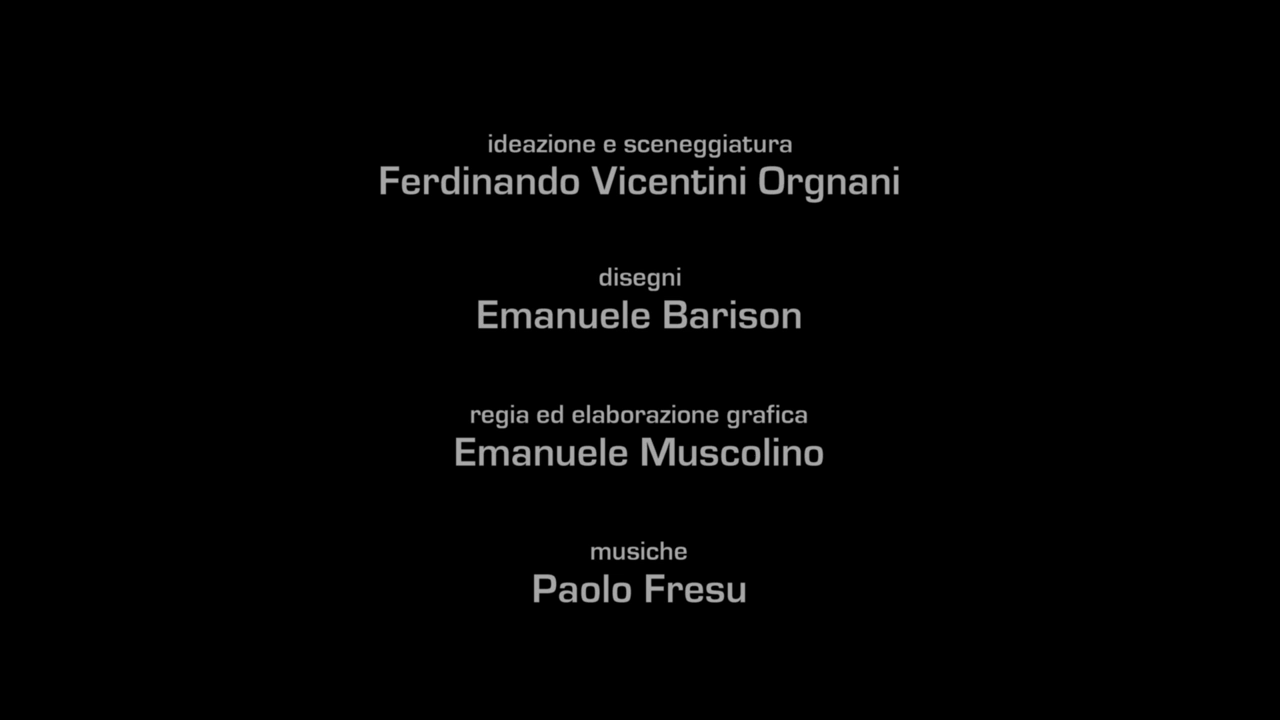 ideazione e sceneggiatura
Ferdinando Vicentini Orgnani
disegni
Emanuele Barison
regia ed elaborazione grafica
Emanuele Muscolino
musiche
Paolo Fresu